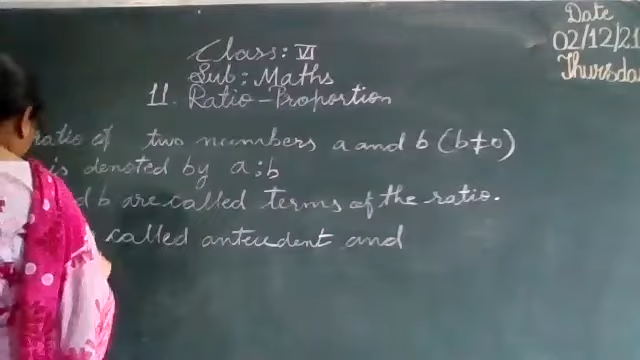 Date
02/12/21
Thursda
Class: VI
Sub: Maths
11. Ratio-Proportion
ratio of two numbers a and b (b≠0)
is denoted by a:b
d b are called terms of the ratio.
called antecedent and